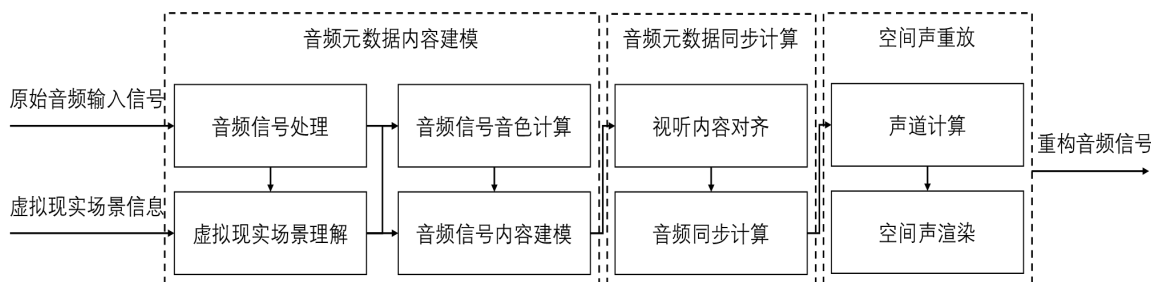 音频元数据内容建模
音频元数据同步计算
空间声重放
原始音频输入信号
音频信号处理
音频信号音色计算
视听内容对齐
声道计算
重构音频信号
虚拟现实场景信息
虚拟现实场景理解
音频信号内容建模
音频同步计算
空间声渲染